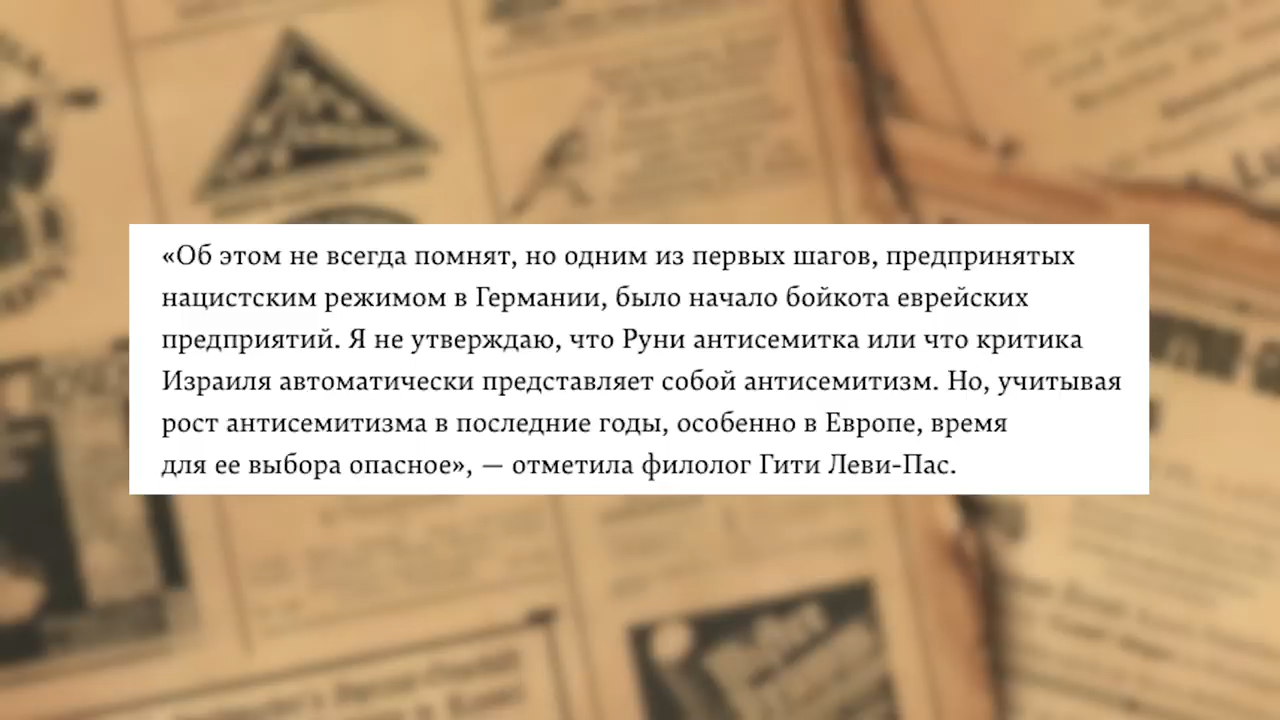 «Об этом не всегда помнят, но одним из первых шагов, предпринятых
нацистским режимом в Германии, было начало бойкота еврейских
предприятий. Я не утверждаю, что Руни антисемитка или что критика
Израиля автоматически представляет собой антисемитизм. Но, учитывая
рост антисемитизма в последние годы, особенно в Европе, время
для ее выбора опасное», — отметила филолог Гити Леви-Пас.